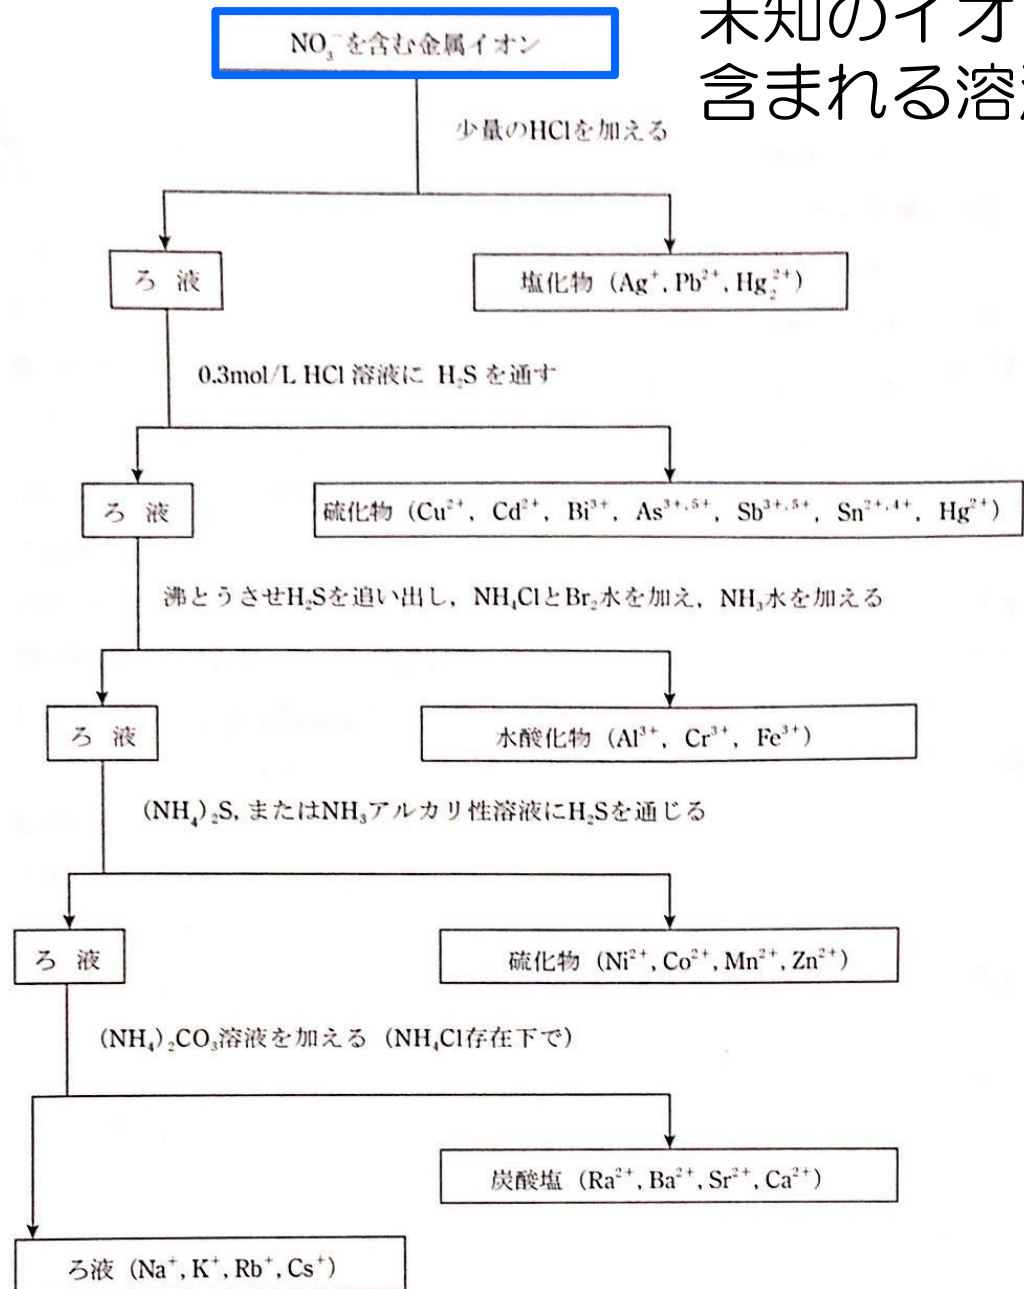 未知のイオ
含まれる溶
NO₃⁻を含む金属イオン
少量のHClを加える
ろ 液
塩化物 (Ag⁺, Pb²⁺, Hg₂²⁺)
0.3mol/L HCl 溶液に H₂S を通す
ろ 液
硫化物 (Cu²⁺, Cd²⁺, Bi³⁺, As³⁺·⁵⁺, Sb³⁺·⁵⁺, Sn²⁺·⁴⁺, Hg²⁺)
沸とうさせH₂Sを追い出し, NH₄ClとBr₂水を加え, NH₃水を加える
ろ 液
水酸化物 (Al³⁺, Cr³⁺, Fe³⁺)
(NH₄)₂S, またはNH₃アルカリ性溶液にH₂Sを通じる
ろ 液
硫化物 (Ni²⁺, Co²⁺, Mn²⁺, Zn²⁺)
(NH₄)₂CO₃溶液を加える (NH₄Cl存在下で)
炭酸塩 (Ra²⁺, Ba²⁺, Sr²⁺, Ca²⁺)
ろ液 (Na⁺, K⁺, Rb⁺, Cs⁺)